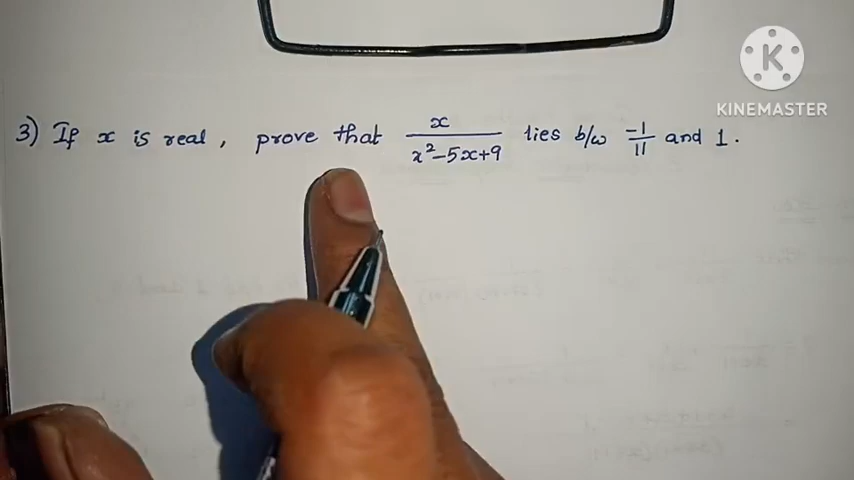 K
KINEMASTER
3) If x is real, prove that x/(x²-5x+9) lies b/w -1/11 and 1.